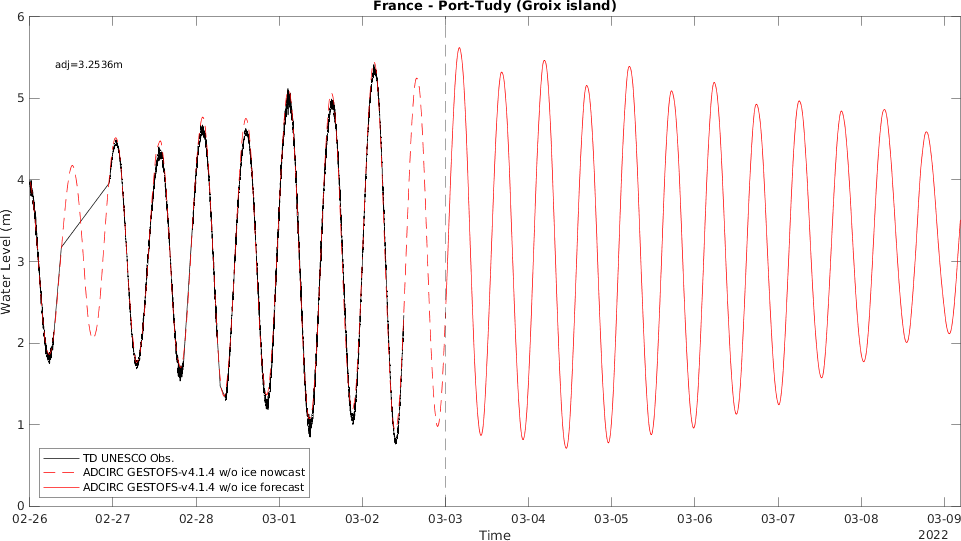 France - Port-Tudy (Groix island)
6
adj=3.2536m
5
4
3
2
1
0
Water Level (m)
TD UNESCO Obs.
ADCIRC GESTOFS-v4.1.4 w/o ice nowcast
ADCIRC GESTOFS-v4.1.4 w/o ice forecast
02-26 02-27 02-28 03-01 03-02 03-03 03-04 03-05 03-06 03-07 03-08 03-09
Time
2022